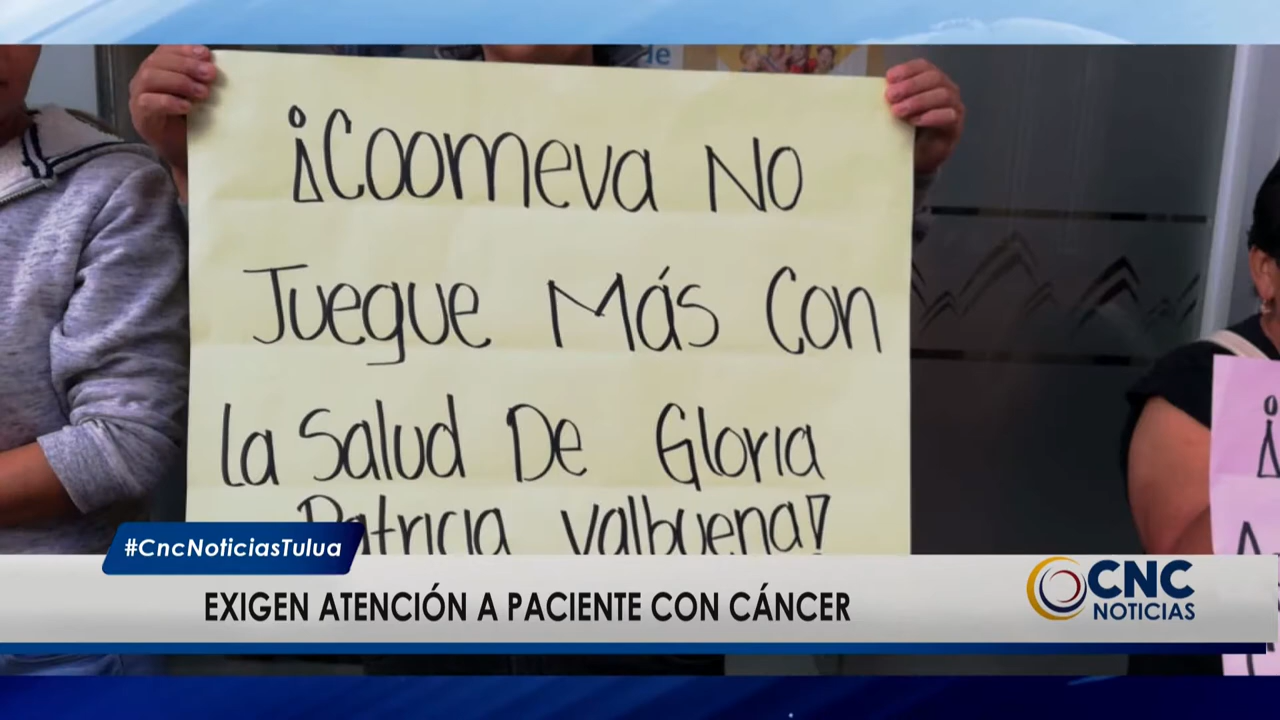 de
¡Coomeva No
Juegue Más Con
La Salud De Gloria
Patricia Valbuena!
#CncNoticiasTulua
EXIGEN ATENCIÓN A PACIENTE CON CÁNCER
CNC
NOTICIAS